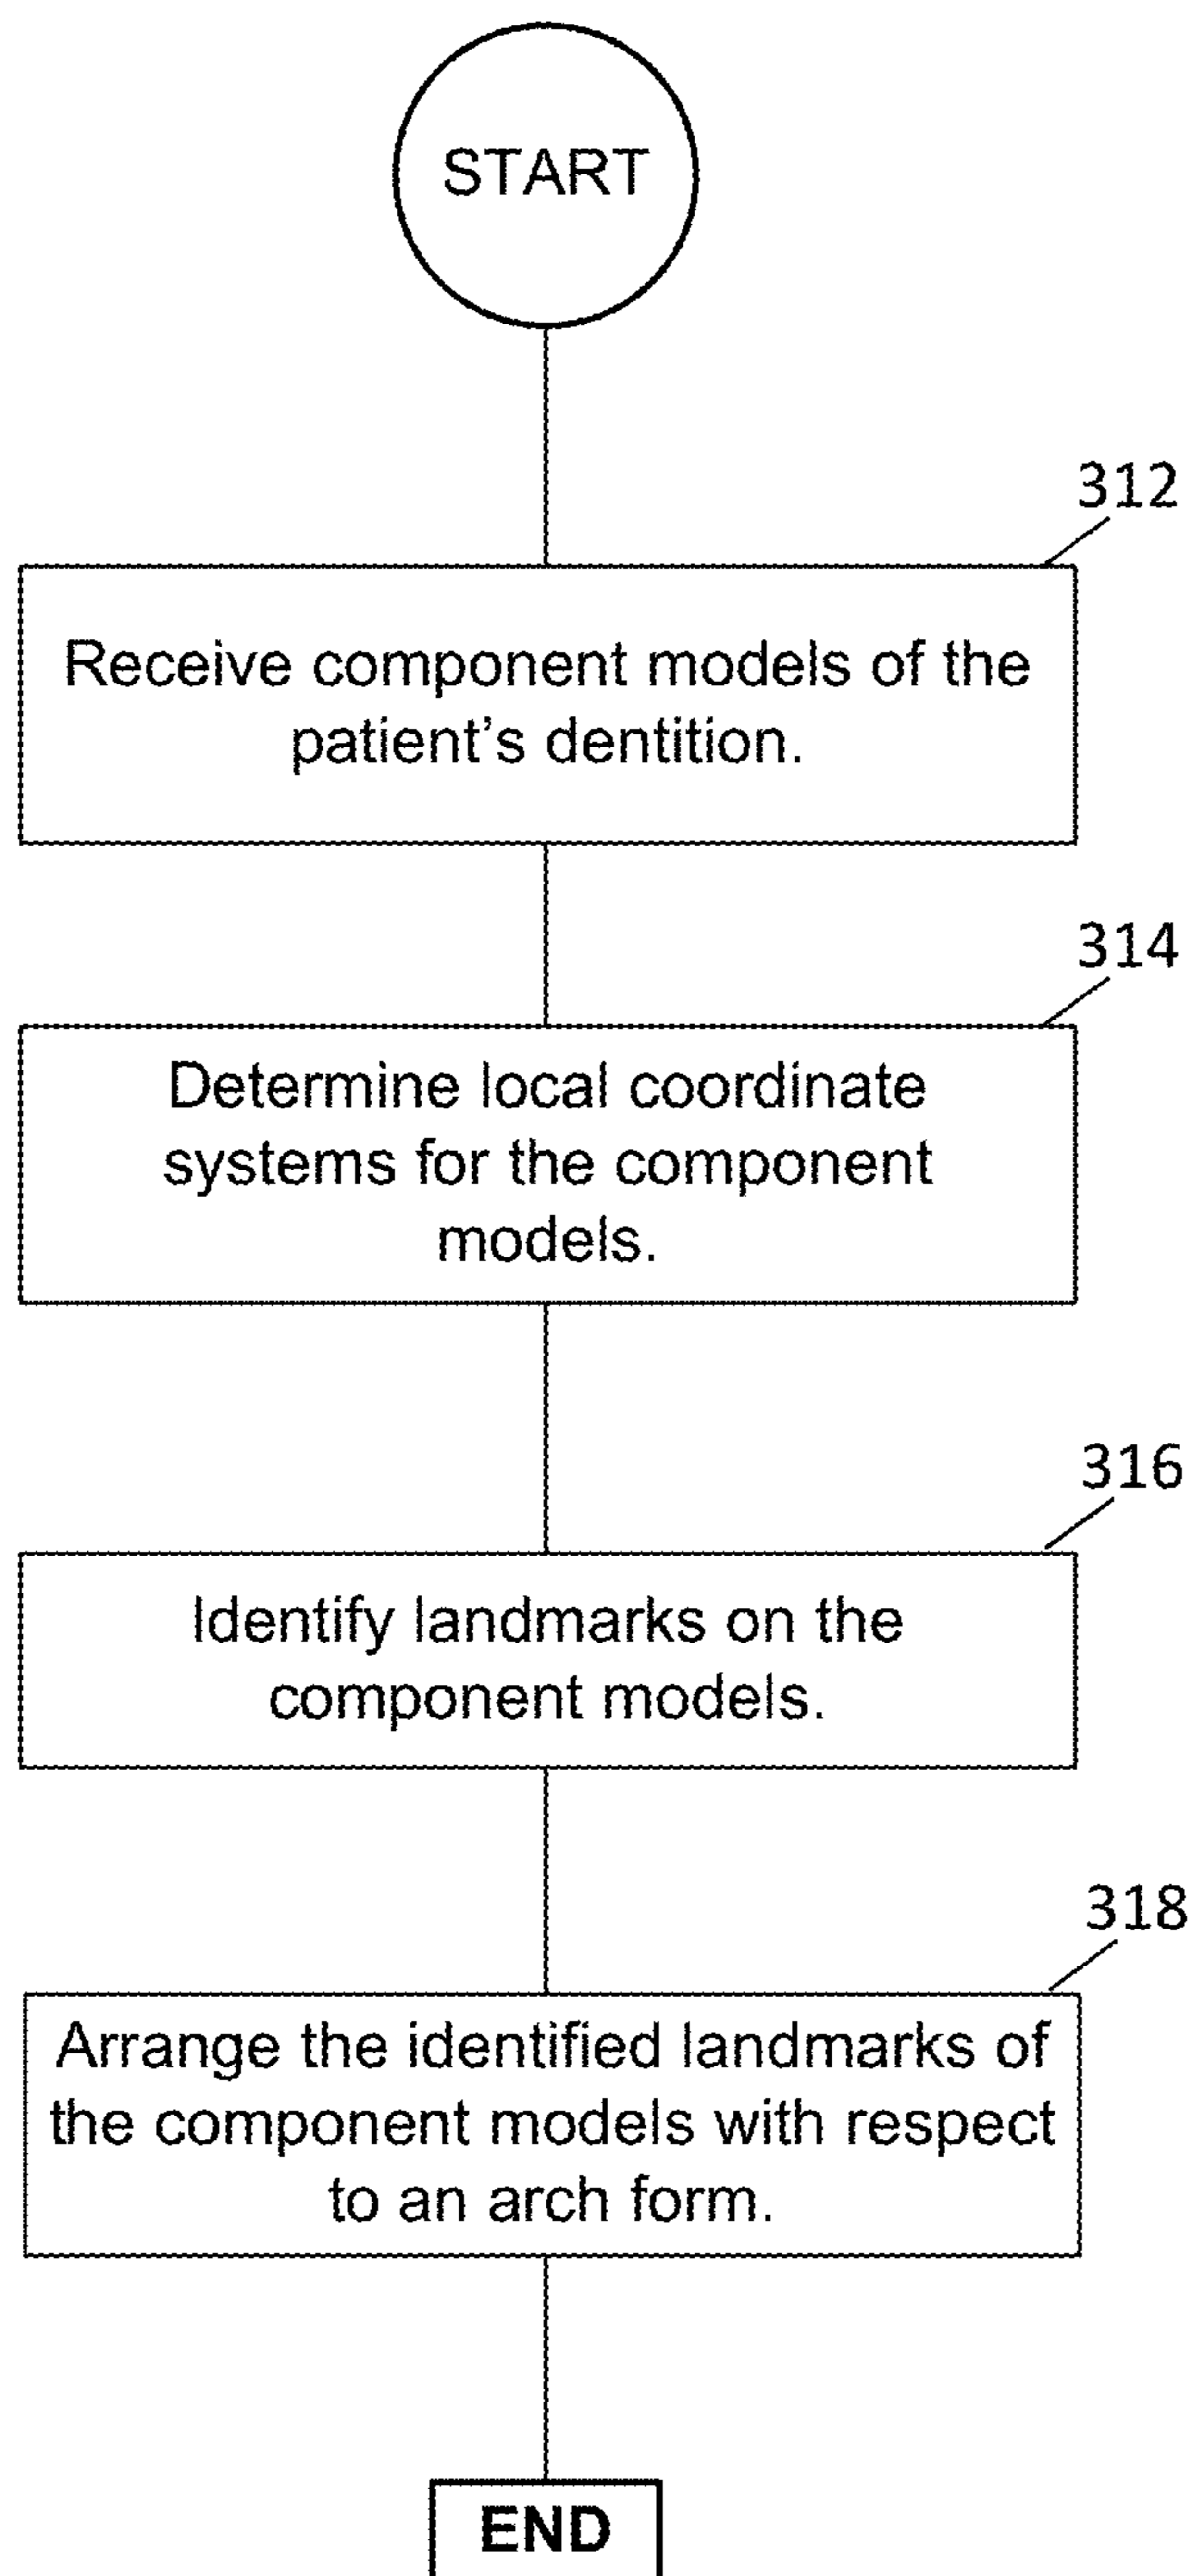 START
312
Receive component models of the
patient's dentition.
314
Determine local coordinate
systems for the component
models.
316
Identify landmarks on the
component models.
318
Arrange the identified landmarks of
the component models with respect
to an arch form.
END